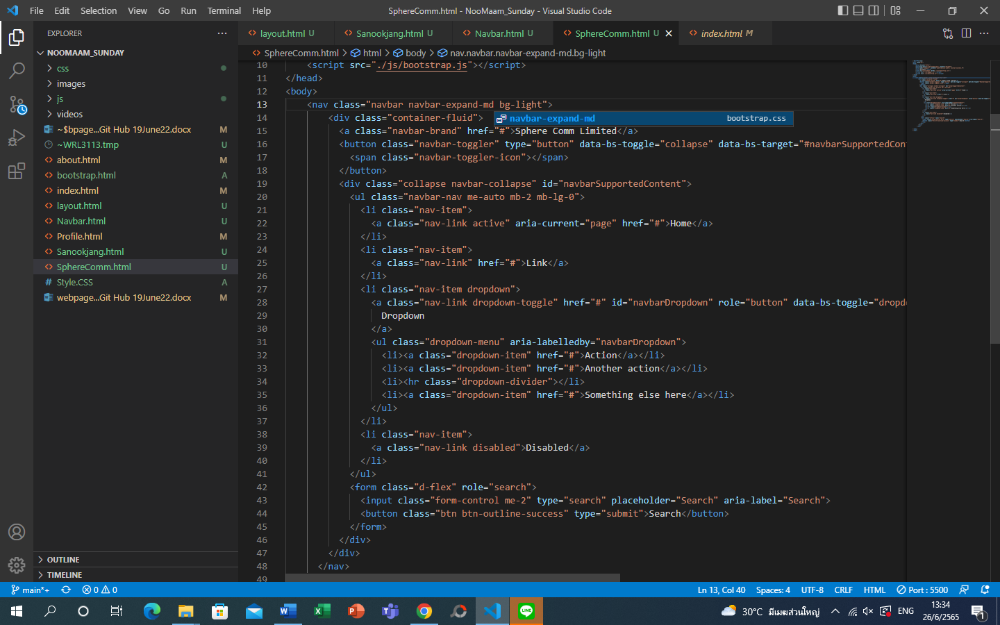 File Edit Selection View Go Run Terminal Help
SphereComm.html - NooMaam_Sunday - Visual Studio Code
EXPLORER
NOOMAAM_SUNDAY
css
images
js
videos
~$bpage...Git Hub 19June22.docx M
~WRL3113.tmp U
about.html M
bootstrap.html A
index.html M
layout.html U
Navbar.html U
Profile.html M
Sanookjang.html U
SphereComm.html U
Style.CSS A
webpage...Git Hub 19June22.docx M
OUTLINE
TIMELINE
layout.html U Sanookjang.html U Navbar.html U SphereComm.html U index.html M
SphereComm.html > html > body > nav.navbar.navbar-expand-md.bg-light
10 <script src="./js/bootstrap.js"></script>
11 </head>
12 <body>
13 <nav class="navbar navbar-expand-md bg-light">
navbar-expand-md bootstrap.css
14 <div class="container-fluid">
15 <a class="navbar-brand" href="#">Sphere Comm Limited</a>
16 <button class="navbar-toggler" type="button" data-bs-toggle="collapse" data-bs-target="#navbarSupportedCon
17 <span class="navbar-toggler-icon"></span>
18 </button>
19 <div class="collapse navbar-collapse" id="navbarSupportedContent">
20 <ul class="navbar-nav me-auto mb-2 mb-lg-0">
21 <li class="nav-item">
22 <a class="nav-link active" aria-current="page" href="#">Home</a>
23 </li>
24 <li class="nav-item">
25 <a class="nav-link" href="#">Link</a>
26 </li>
27 <li class="nav-item dropdown">
28 <a class="nav-link dropdown-toggle" href="#" id="navbarDropdown" role="button" data-bs-toggle="dropd
29 Dropdown
30 </a>
31 <ul class="dropdown-menu" aria-labelledby="navbarDropdown">
32 <li><a class="dropdown-item" href="#">Action</a></li>
33 <li><a class="dropdown-item" href="#">Another action</a></li>
34 <li><hr class="dropdown-divider"></li>
35 <li><a class="dropdown-item" href="#">Something else here</a></li>
36 </ul>
37 </li>
38 <li class="nav-item">
39 <a class="nav-link disabled">Disabled</a>
40 </li>
41 </ul>
42 <form class="d-flex" role="search">
43 <input class="form-control me-2" type="search" placeholder="Search" aria-label="Search">
44 <button class="btn btn-outline-success" type="submit">Search</button>
45 </form>
46 </div>
47 </div>
48 </nav>
49
main*+ 0 0 Ln 13, Col 40 Spaces: 4 UTF-8 CRLF HTML Port : 5500
30°C มีเมฆส่วนใหญ่ ENG 13:34
26/6/2565
1